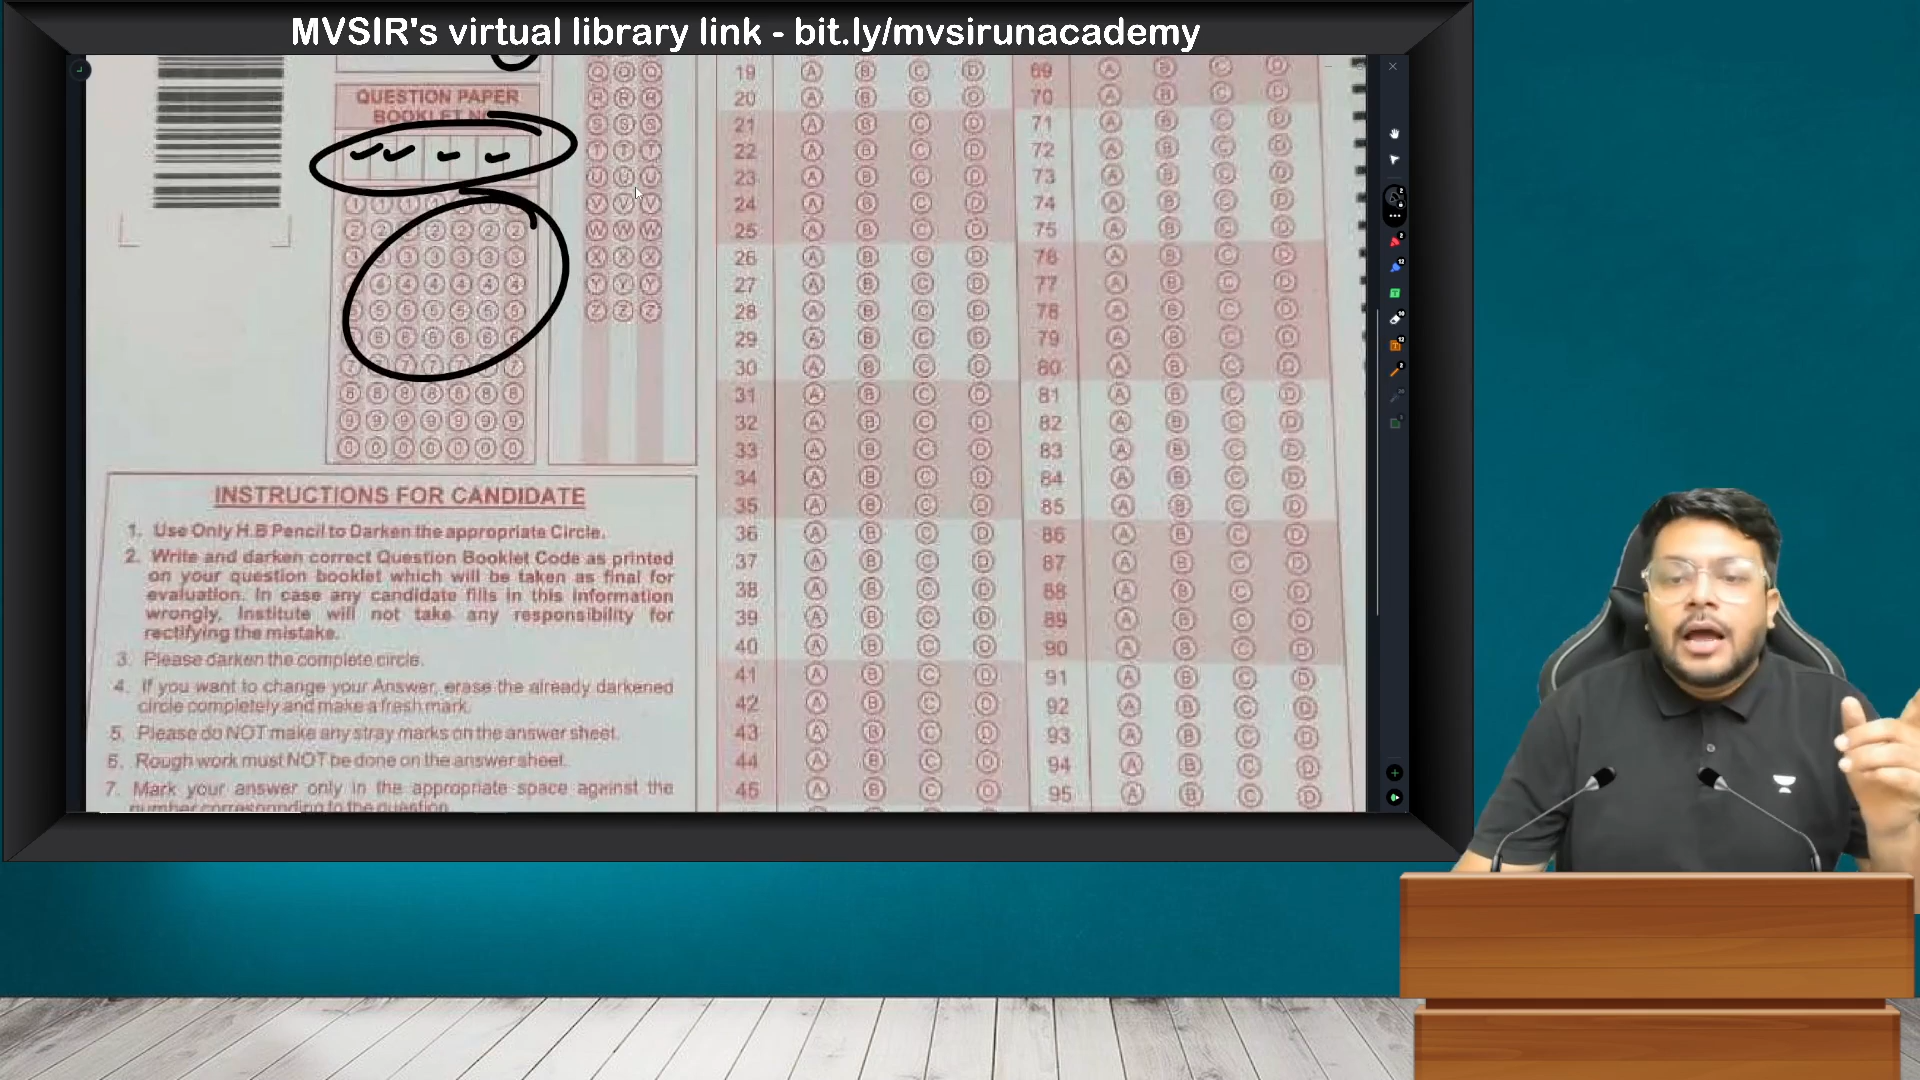 MVSIR's virtual library link - bit.ly/mvsirunacademy
QUESTION PAPER
BOOKLET NO
INSTRUCTIONS FOR CANDIDATE
1. Use Only H.B Pencil to Darken the appropriate Circle.
2. Write and darken correct Question Booklet Code as printed
on your question booklet which will be taken as final for
evaluation. In case any candidate fills in this information
wrongly, Institute will not take any responsibility for
rectifying the mistake.
3. Please darken the complete circle.
4. If you want to change your Answer, erase the already darkened
circle completely and make a fresh mark.
5. Please do NOT make any stray marks on the answer sheet.
6. Rough work must NOT be done on the answer sheet.
7. Mark your answer only in the appropriate space against the
number corresponding to the question
19 A B C D 69 A B C D
20 A B C D 70 A B C D
21 A B C D 71 A B C D
22 A B C D 72 A B C D
23 A B C D 73 A B C D
24 A B C D 74 A B C D
25 A B C D 75 A B C D
26 A B C D 76 A B C D
27 A B C D 77 A B C D
28 A B C D 78 A B C D
29 A B C D 79 A B C D
30 A B C D 80 A B C D
31 A B C D 81 A B C D
32 A B C D 82 A B C D
33 A B C D 83 A B C D
34 A B C D 84 A B C D
35 A B C D 85 A B C D
36 A B C D 86 A B C D
37 A B C D 87 A B C D
38 A B C D 88 A B C D
39 A B C D 89 A B C D
40 A B C D 90 A B C D
41 A B C D 91 A B C D
42 A B C D 92 A B C D
43 A B C D 93 A B C D
44 A B C D 94 A B C D
45 A B C D 95 A B C D